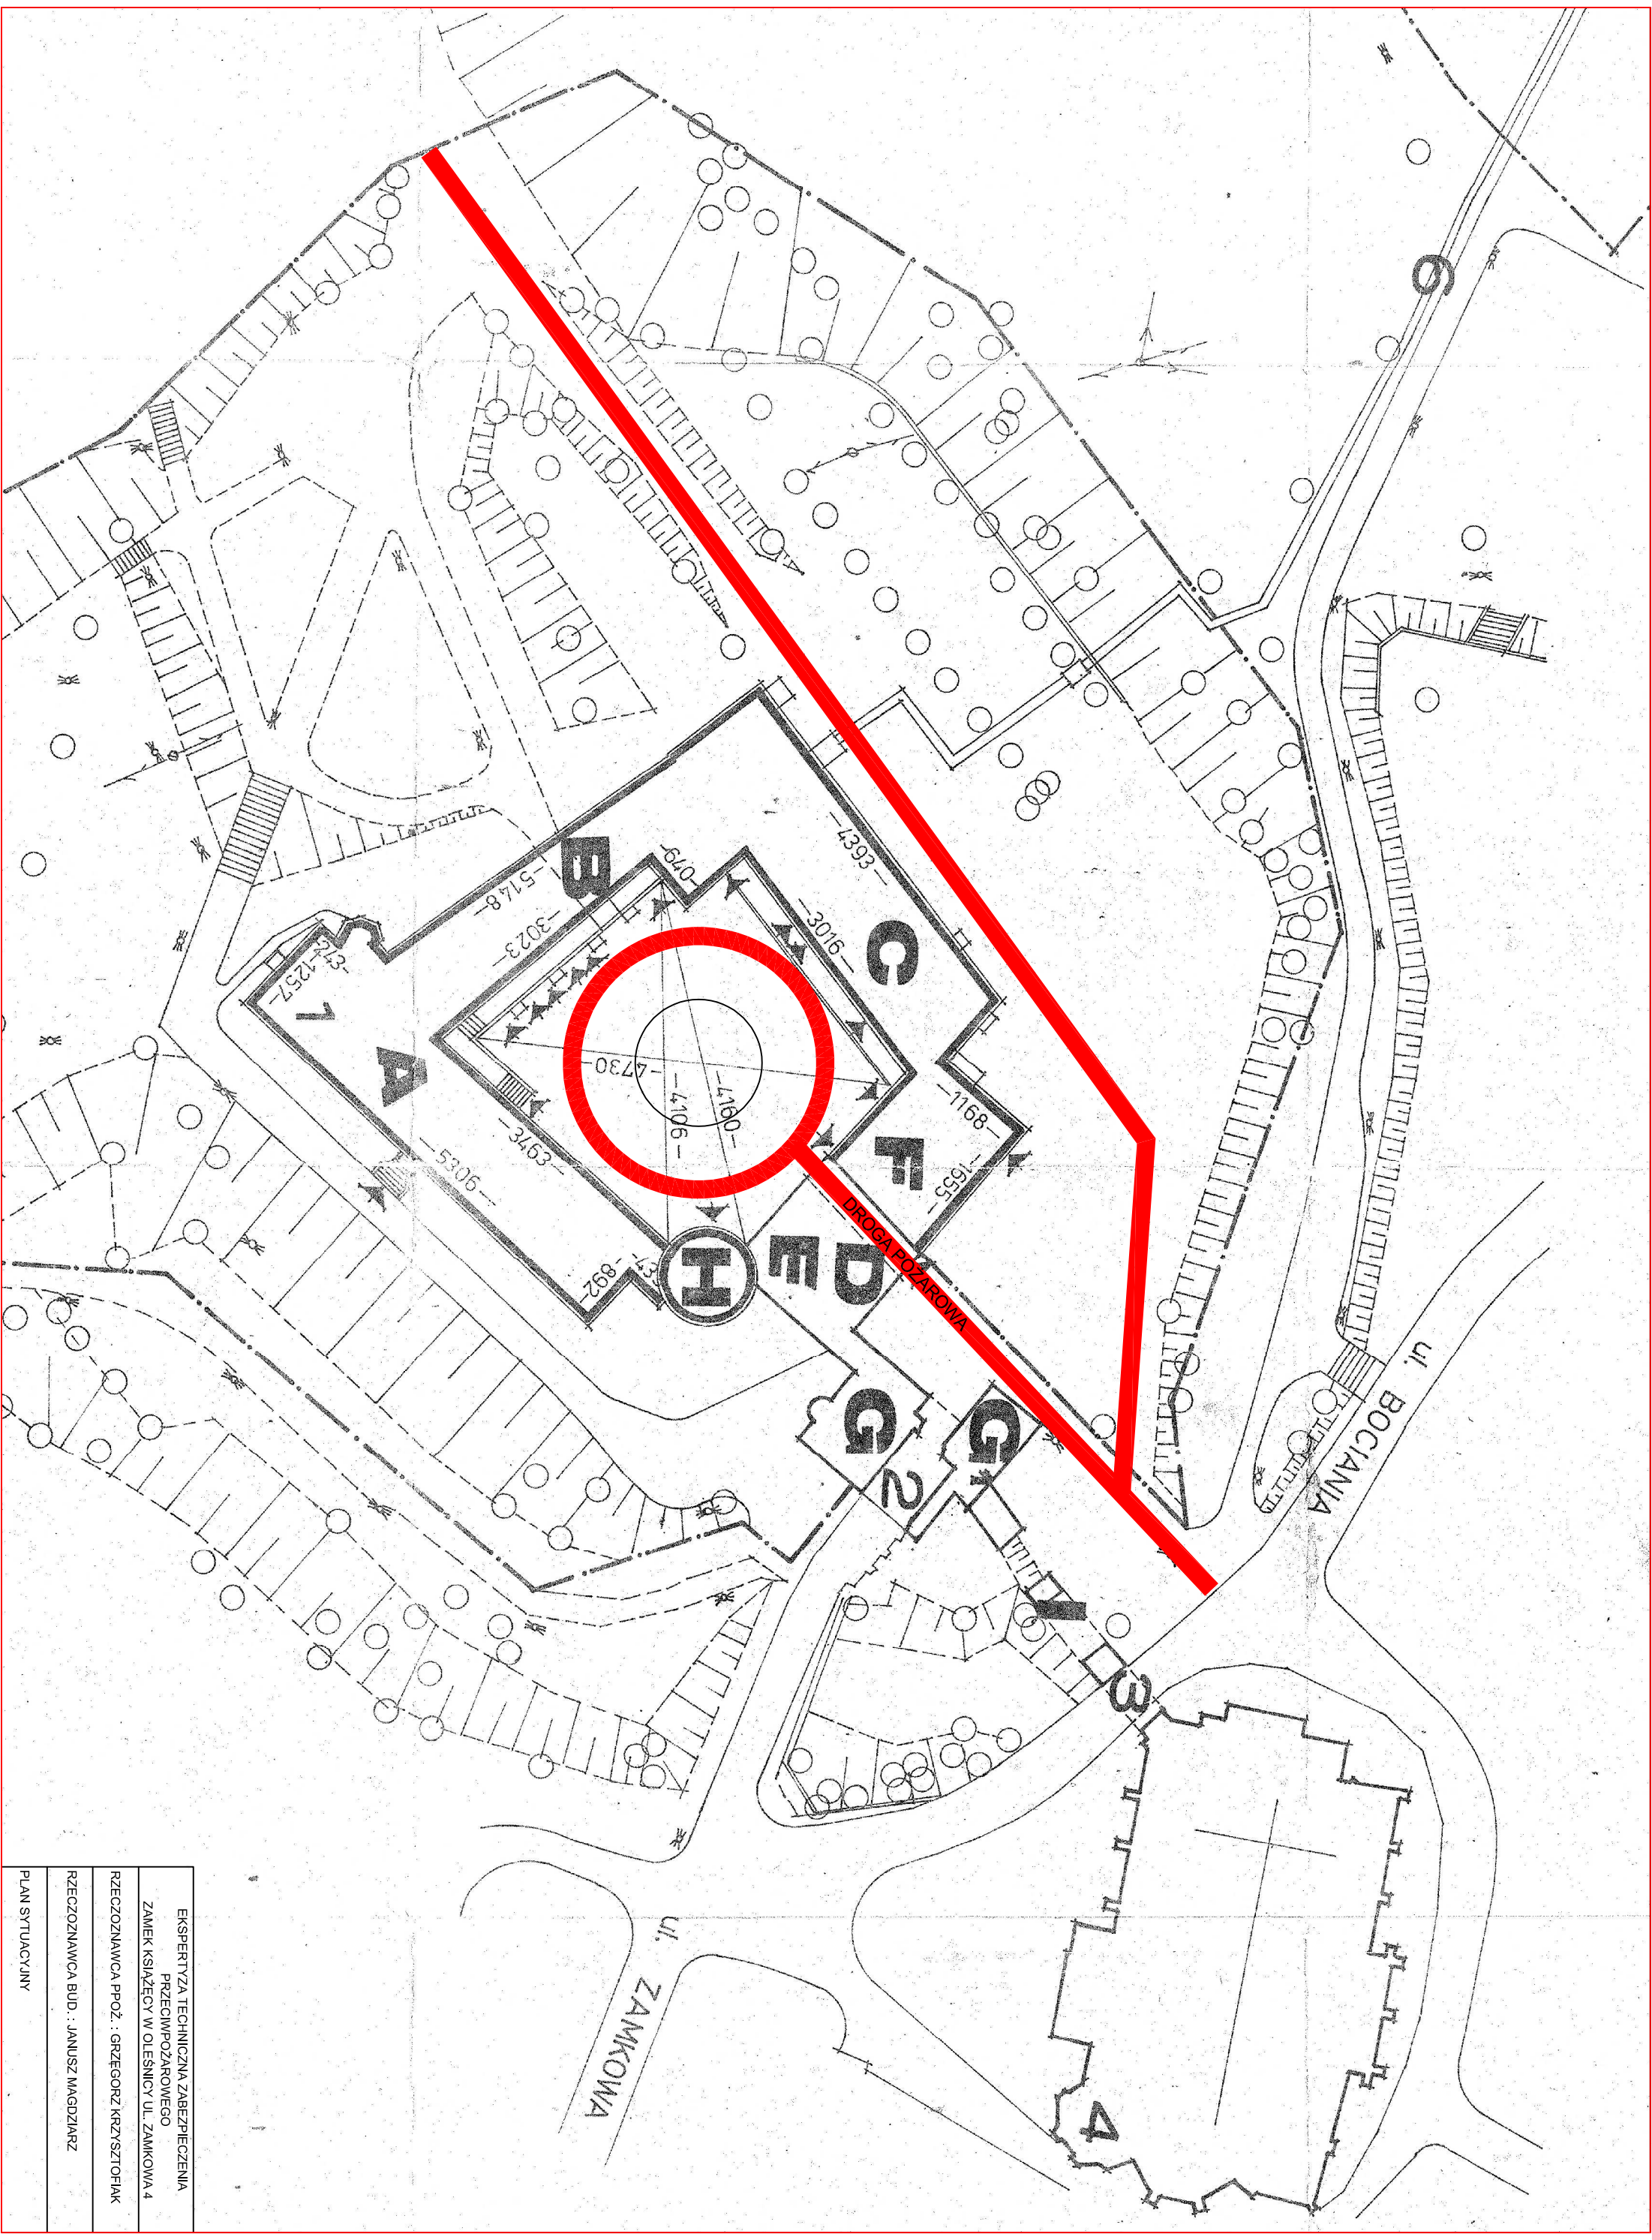 6
B
C
A
1
F
D
E
H
G
G1
2
I
3
4
-4393-
-640-
-3016-
-5148-
-3023-
-243-
-1257-
-4730-
-4106-
-4160-
-1168-
-1655-
-3463-
-5306-
-892-
DROGA POŻAROWA
ul. BOCIANIA
ul. ZAMKOWA
EKSPERTYZA TECHNICZNA ZABEZPIECZENIA
PRZECIWPOŻAROWEGO
ZAMEK KSIĄŻĘCY W OLEŚNICY UL. ZAMKOWA 4
RZECZOZNAWCA PPOŻ. : GRZEGORZ KRZYSZTOFIAK
RZECZOZNAWCA BUD. : JANUSZ MAGDZIARZ
PLAN SYTUACYJNY